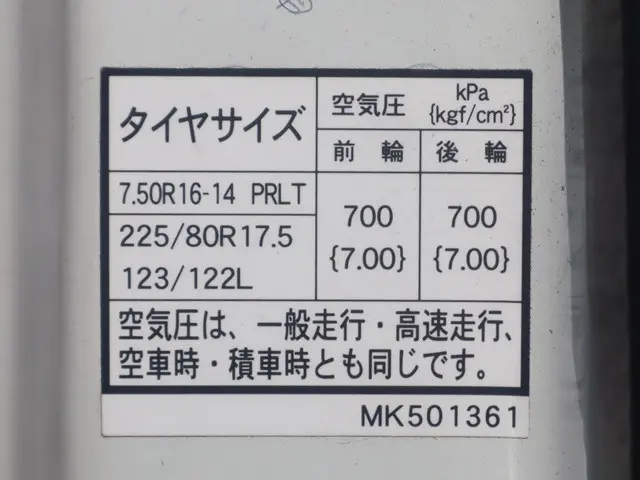 タイヤサイズ
空気圧 kPa
{kgf/cm²}
前輪 後輪
7.50R16-14 PRLT
225/80R17.5
123/122L
700 700
{7.00} {7.00}
空気圧は、一般走行・高速走行、
空車時・積車時とも同じです。
MK501361